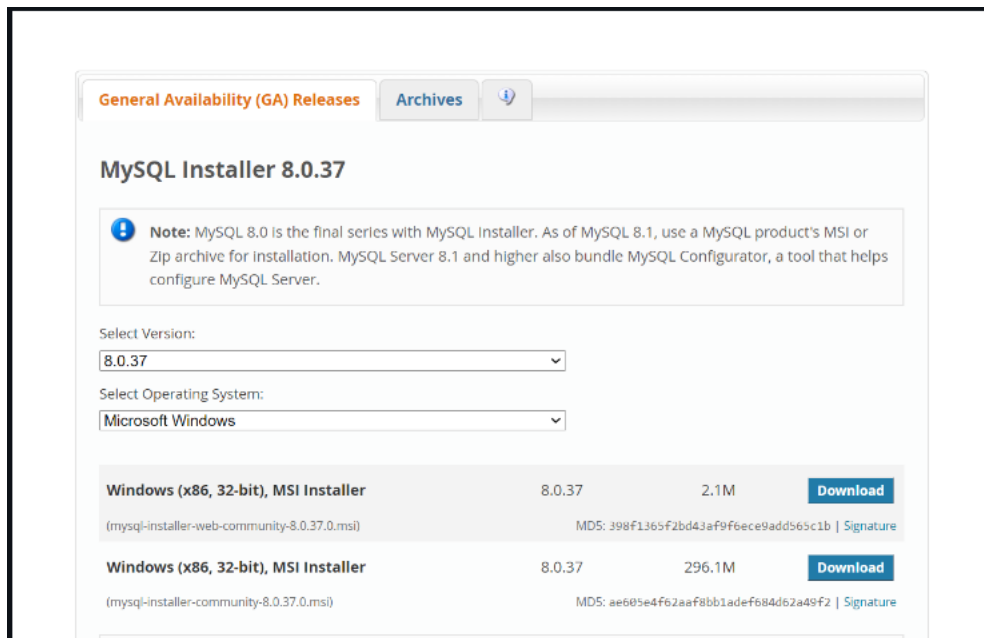 General Availability (GA) Releases
Archives
MySQL Installer 8.0.37
Note: MySQL 8.0 is the final series with MySQL Installer. As of MySQL 8.1, use a MySQL product's MSI or
Zip archive for installation. MySQL Server 8.1 and higher also bundle MySQL Configurator, a tool that helps
configure MySQL Server.
Select Version:
8.0.37
Select Operating System:
Microsoft Windows
Windows (x86, 32-bit), MSI Installer 8.0.37 2.1M Download
(mysql-installer-web-community-8.0.37.0.msi) MD5: 398f1365f2bd43af9f6ece9add565c1b | Signature
Windows (x86, 32-bit), MSI Installer 8.0.37 296.1M Download
(mysql-installer-community-8.0.37.0.msi) MD5: ae605e4f62aaf8bb1adef684d62a49f2 | Signature